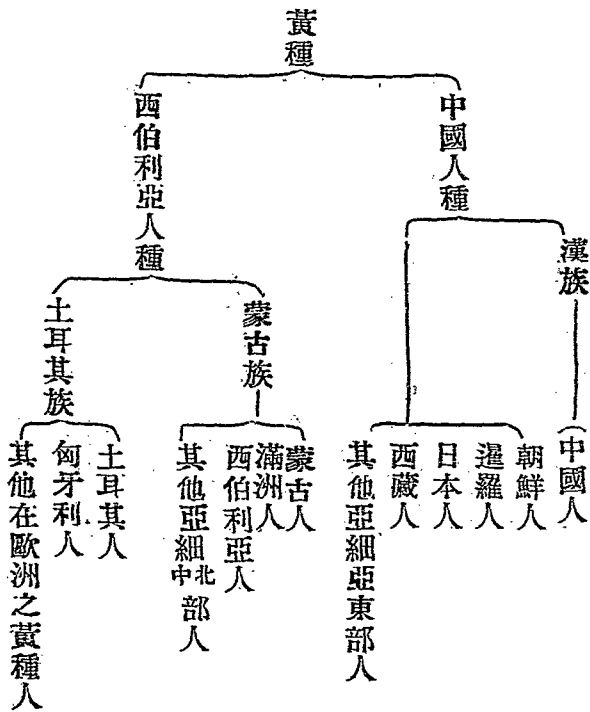 黃種
中國人種
西伯利亞人種
漢族
蒙古族
土耳其族
(中國人
朝鮮人
暹羅人
日本人
西藏人
其他亞細亞東部人
蒙古人
滿洲人
西伯利亞人
其他亞細北中部人
土耳其人
匈牙利人
其他在歐洲之黃種人